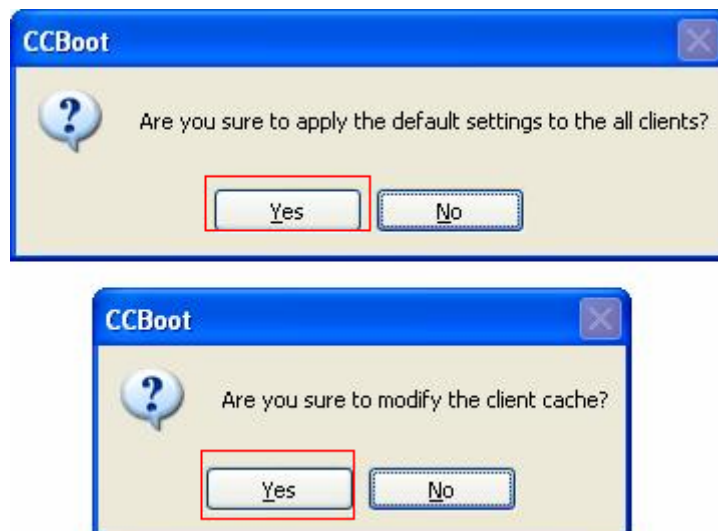 CCBoot
Are you sure to apply the default settings to the all clients?
Yes No
CCBoot
Are you sure to modify the client cache?
Yes No